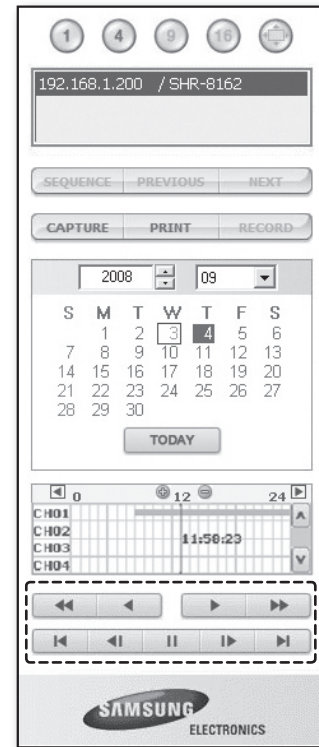 1 4 9 16
192.168.1.200 / SHR-8162
SEQUENCE PREVIOUS NEXT
CAPTURE PRINT RECORD
2008 09
S M T W T F S
1 2 3 4 5 6
7 8 9 10 11 12 13
14 15 16 17 18 19 20
21 22 23 24 25 26 27
28 29 30
TODAY
0 12 24
CH01
CH02
11:58:23
CH03
CH04
SAMSUNG
ELECTRONICS